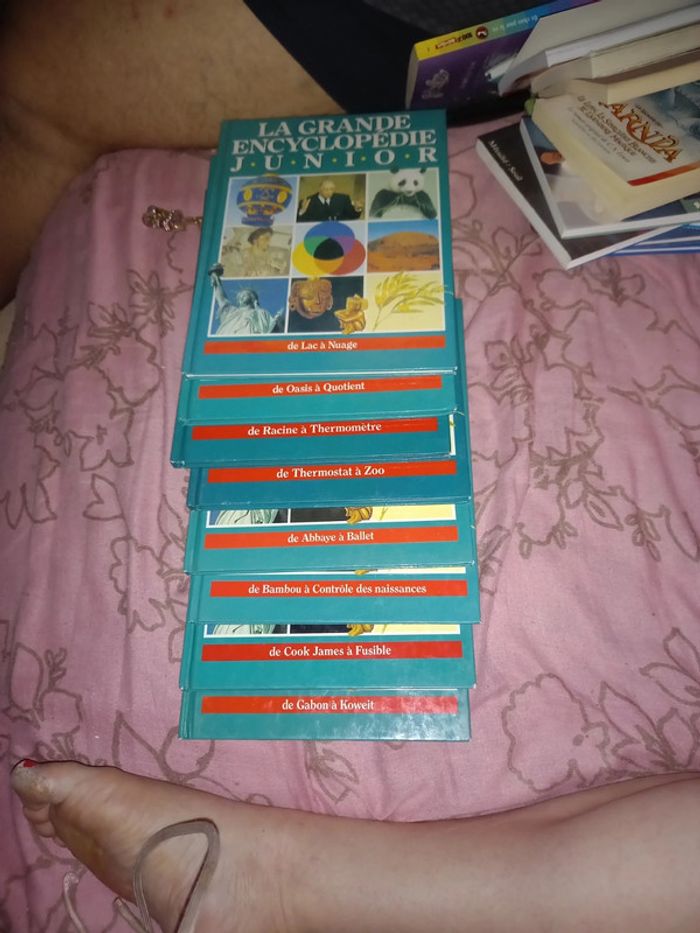 LA GRANDE
ENCYCLOPÉDIE
J·U·N·I·O·R
de Lac à Nuage
de Oasis à Quotient
de Racine à Thermomètre
de Thermostat à Zoo
de Abbaye à Ballet
de Bambou à Contrôle des naissances
de Cook James à Fusible
de Gabon à Koweit